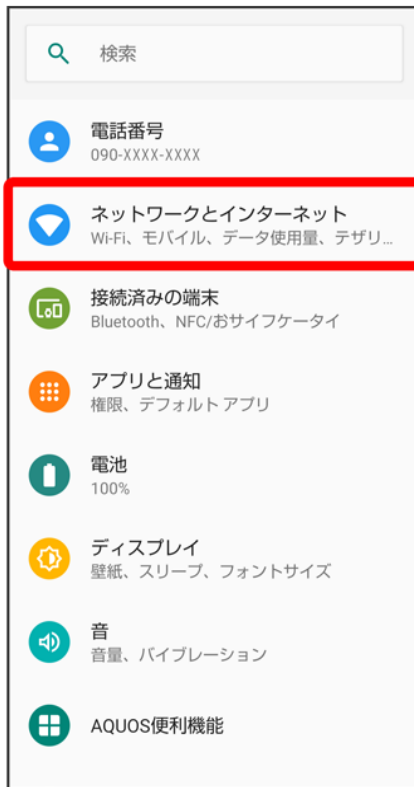 検索
電話番号
090-XXXX-XXXX
ネットワークとインターネット
Wi-Fi、モバイル、データ使用量、テザリ...
接続済みの端末
Bluetooth、NFC/おサイフケータイ
アプリと通知
権限、デフォルト アプリ
電池
100%
ディスプレイ
壁紙、スリープ、フォントサイズ
音
音量、バイブレーション
AQUOS便利機能